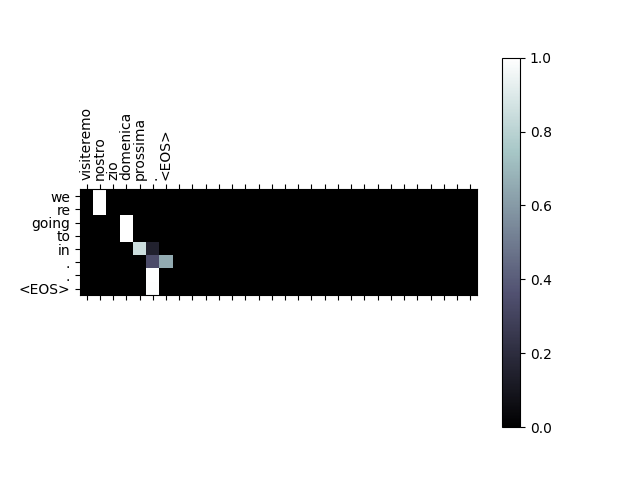 visiteremo
nostro
zio
domenica
prossima
.
<EOS>
we
re
going
to
in
.
.
<EOS>
1.0
0.8
0.6
0.4
0.2
0.0